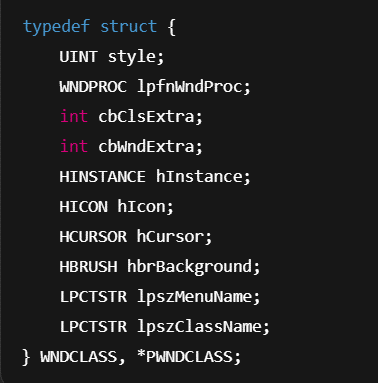 typedef struct {
    UINT style;
    WNDPROC lpfnWndProc;
    int cbClsExtra;
    int cbWndExtra;
    HINSTANCE hInstance;
    HICON hIcon;
    HCURSOR hCursor;
    HBRUSH hbrBackground;
    LPCTSTR lpszMenuName;
    LPCTSTR lpszClassName;
} WNDCLASS, *PWNDCLASS;